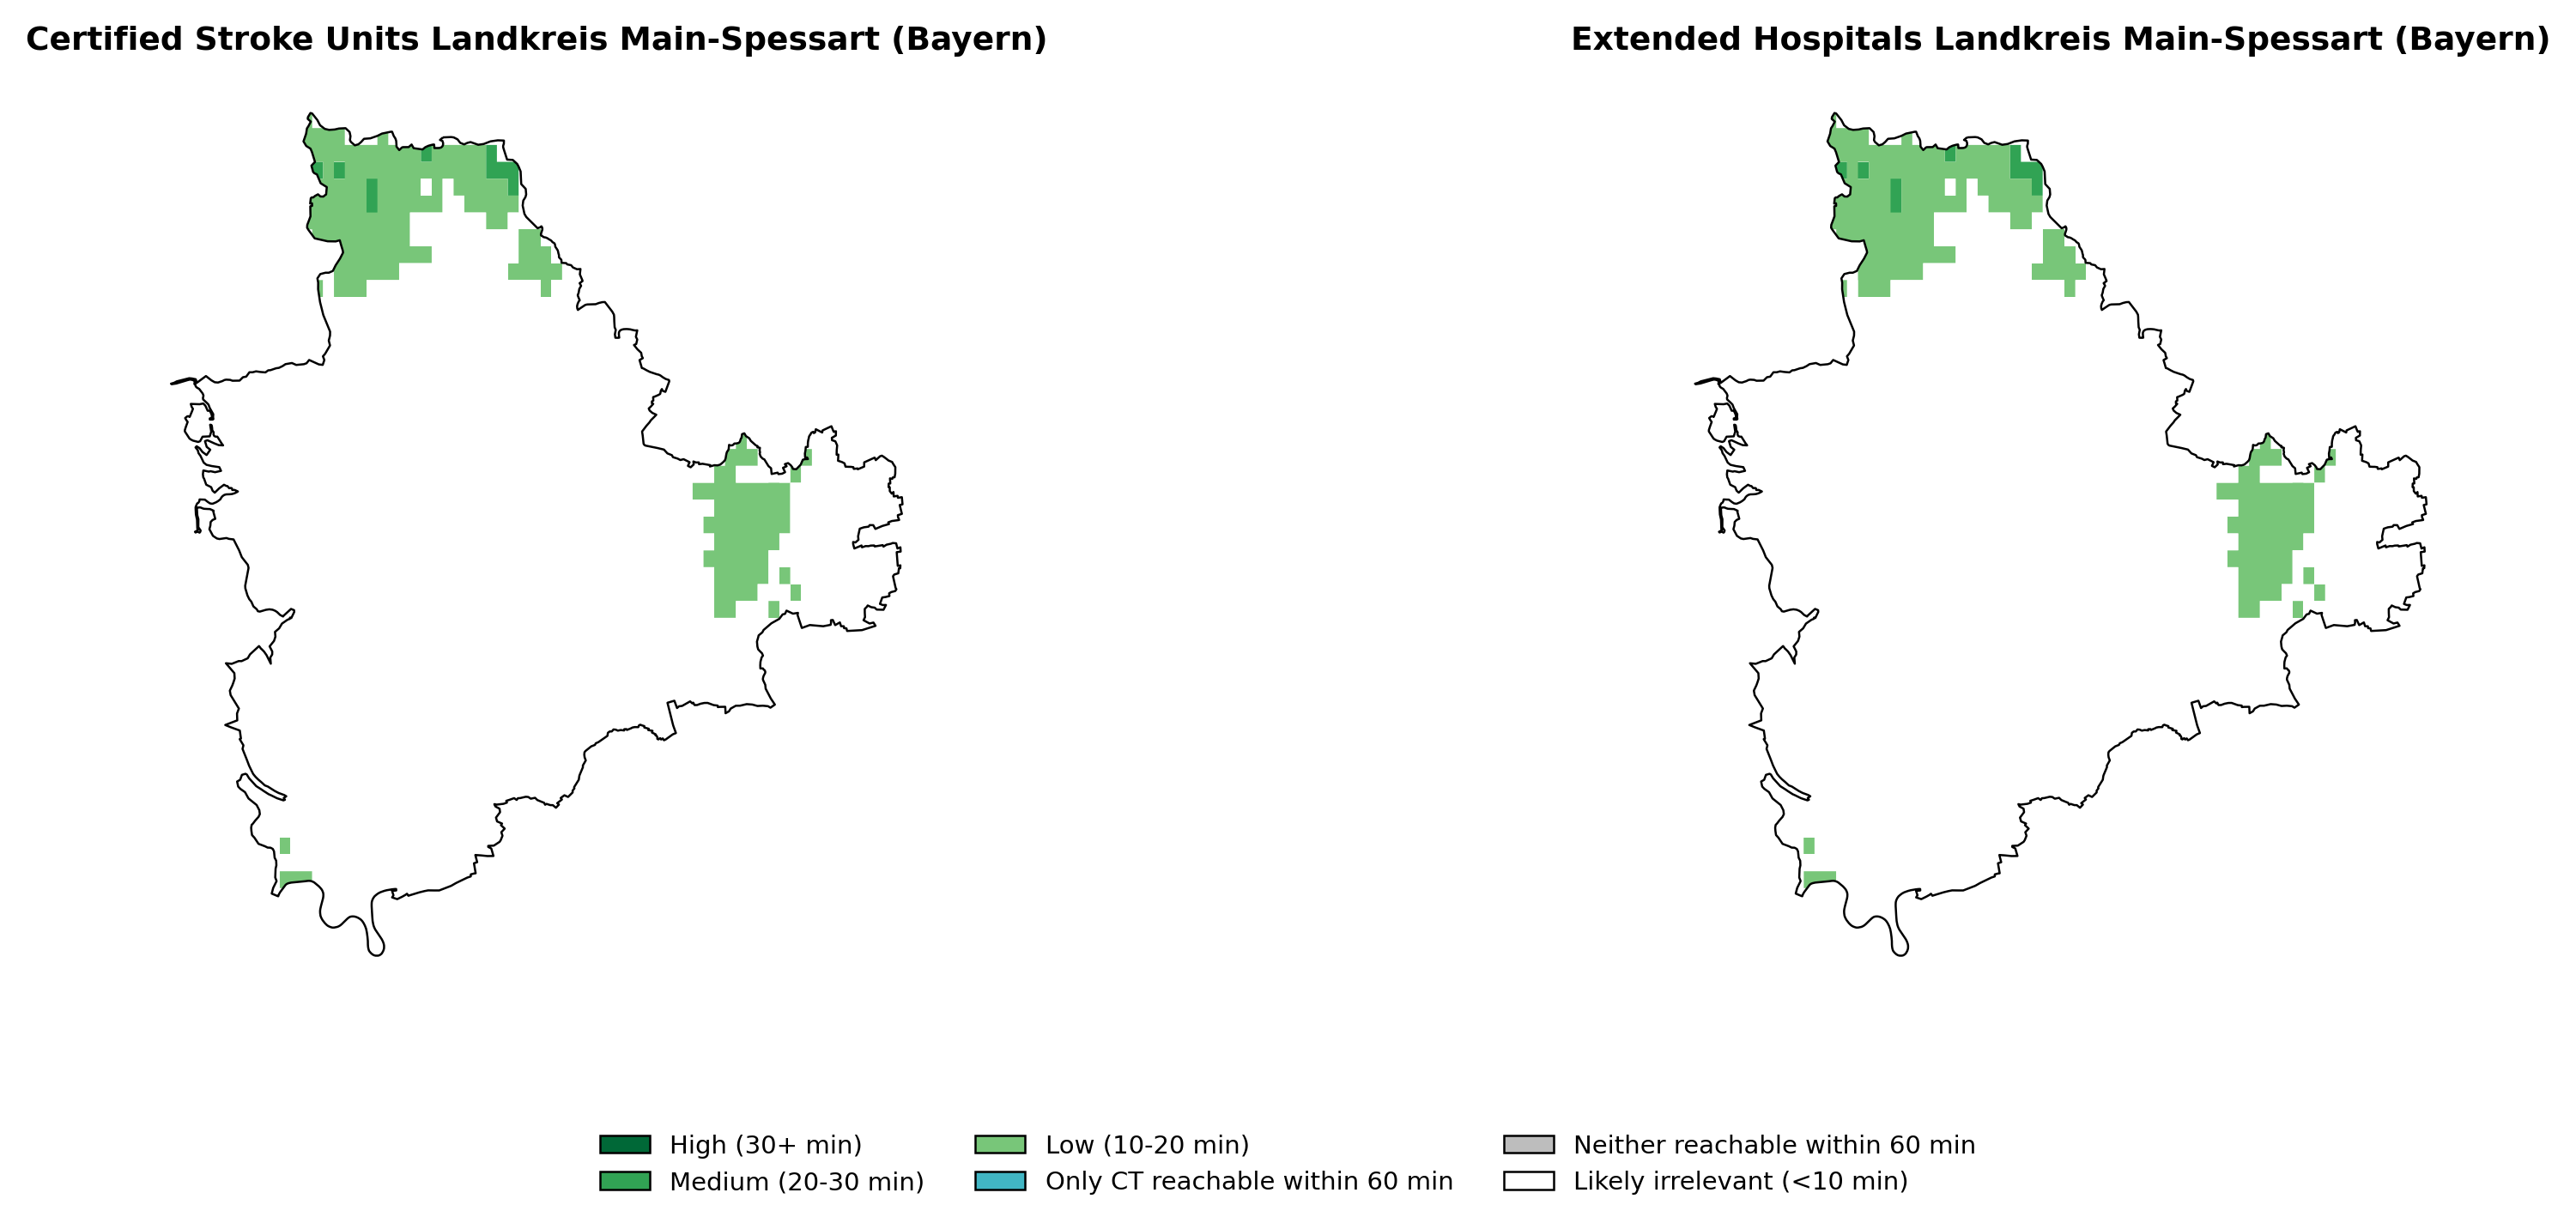 Certified Stroke Units Landkreis Main-Spessart (Bayern)
Extended Hospitals Landkreis Main-Spessart (Bayern)
High (30+ min)
Medium (20-30 min)
Low (10-20 min)
Only CT reachable within 60 min
Neither reachable within 60 min
Likely irrelevant (<10 min)